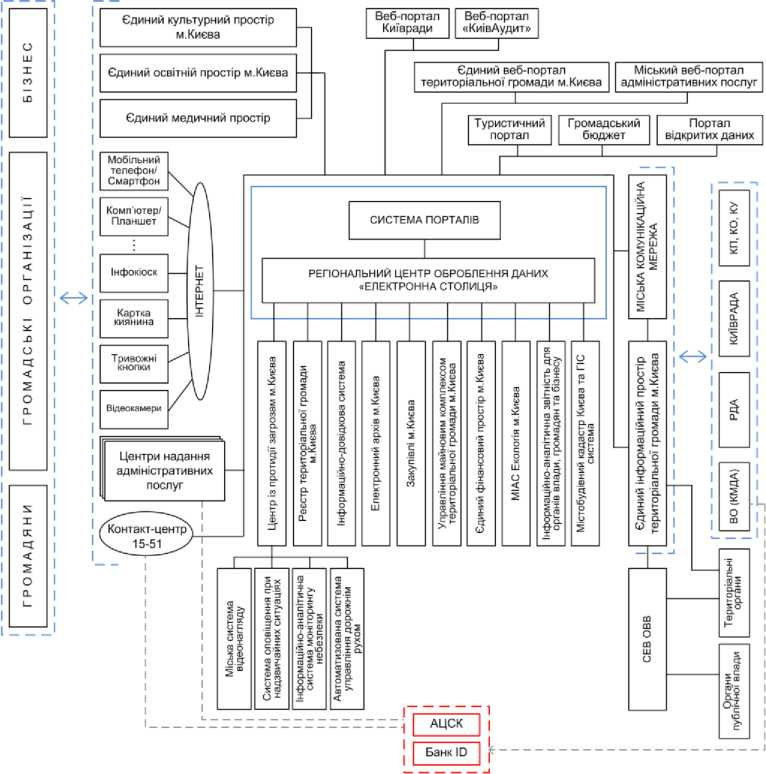 БІЗНЕС
ГРОМАДСЬКІ ОРГАНІЗАЦІЇ
ГРОМАДЯНИ
Єдиний культурний простір
м.Києва
Єдиний освітній простір м.Києва
Єдиний медичний простір
Веб-портал
Київради
Веб-портал
«КиївАудит»
Єдиний веб-портал
територіальної громади м.Києва
Міський веб-портал
адміністративних послуг
Туристичний
портал
Громадський
бюджет
Портал
відкритих даних
Мобільний
телефон/
Смартфон
Комп'ютер/
Планшет
...
Інфокіоск
Картка
киянина
Тривожні
кнопки
Відеокамери
ІНТЕРНЕТ
Центри надання
адміністративних
послуг
Контакт-центр
15-51
СИСТЕМА ПОРТАЛІВ
РЕГІОНАЛЬНИЙ ЦЕНТР ОБРОБЛЕННЯ ДАНИХ
«ЕЛЕКТРОННА СТОЛИЦЯ»
Центр із протидії загрозам м.Києва
Реєстр територіальної громади
м.Києва
Інформаційно-довідкова система
Електронний архів м.Києва
Закупівлі м.Києва
Управління майновим комплексом
територіальної громади м.Києва
Єдиний фінансовий простір м.Києва
МІАС Екологія м.Києва
Інформаційно-аналітична звітність для
органів влади, громадян та бізнесу
Містобудівний кадастр Києва та ГІС
система
Міська система
відеонагляду
Система оповіщення при
надзвичайних ситуаціях
Інформаційно-аналітична
система моніторингу
небезпеки
Автоматизована система
управління дорожнім
рухом
МІСЬКА КОМУНІКАЦІЙНА
МЕРЕЖА
Єдиний інформаційний простір
територіальної громади м.Києва
СЕВ ОВВ
КП, КО, КУ
КИЇВРАДА
РДА
ВО (КМДА)
Територіальні
органи
Органи
публічної влади
АЦСК
Банк ID